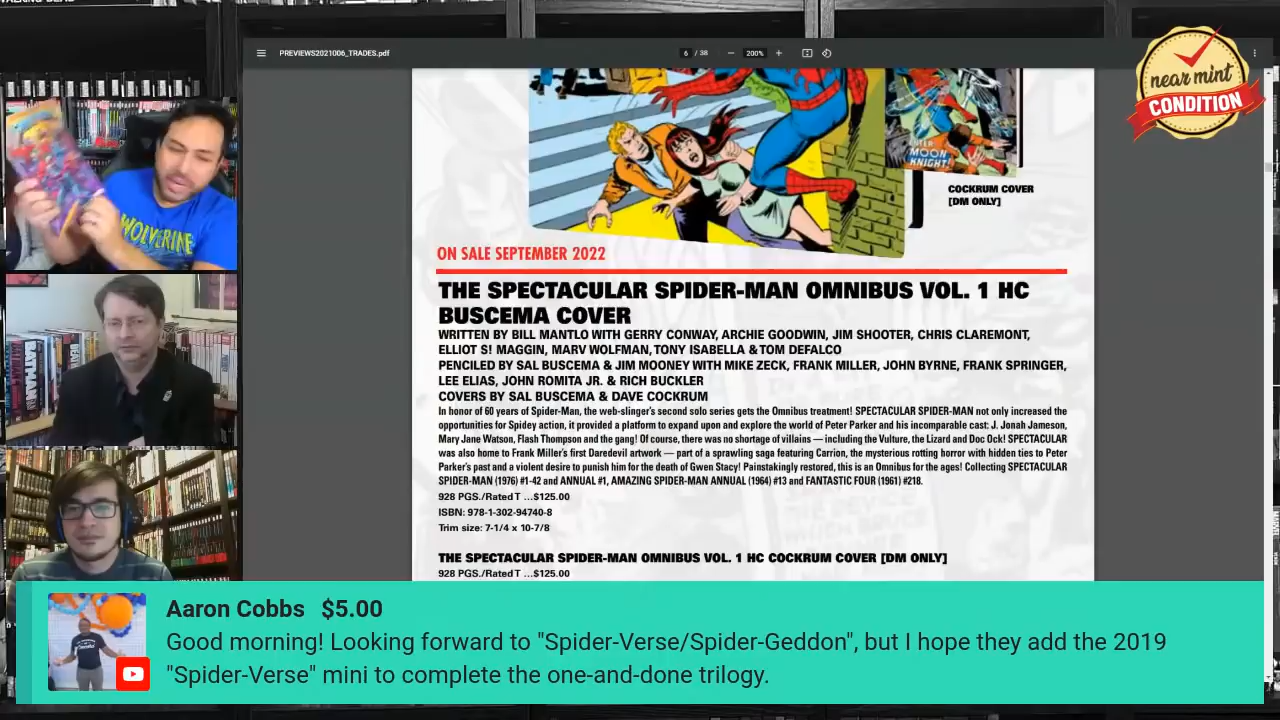 WALKING DEAD
PREVIEWS2021006_TRADES.pdf
6 / 38
200%
near mint
CONDITION
WOLVERINE
BATMAN
ENTER
MOON
KNIGHT!
COCKRUM COVER
[DM ONLY]
ON SALE SEPTEMBER 2022
THE SPECTACULAR SPIDER-MAN OMNIBUS VOL. 1 HC
BUSCEMA COVER
WRITTEN BY BILL MANTLO WITH GERRY CONWAY, ARCHIE GOODWIN, JIM SHOOTER, CHRIS CLAREMONT,
ELLIOT S! MAGGIN, MARV WOLFMAN, TONY ISABELLA & TOM DEFALCO
PENCILED BY SAL BUSCEMA & JIM MOONEY WITH MIKE ZECK, FRANK MILLER, JOHN BYRNE, FRANK SPRINGER,
LEE ELIAS, JOHN ROMITA JR. & RICH BUCKLER
COVERS BY SAL BUSCEMA & DAVE COCKRUM
In honor of 60 years of Spider-Man, the web-slinger's second solo series gets the Omnibus treatment! SPECTACULAR SPIDER-MAN not only increased the
opportunities for Spidey action, it provided a platform to expand upon and explore the world of Peter Parker and his incomparable cast: J. Jonah Jameson,
Mary Jane Watson, Flash Thompson and the gang! Of course, there was no shortage of villains — including the Vulture, the Lizard and Doc Ock! SPECTACULAR
was also home to Frank Miller's first Daredevil artwork — part of a sprawling saga featuring Carrion, the mysterious rotting horror with hidden ties to Peter
Parker's past and a violent desire to punish him for the death of Gwen Stacy! Painstakingly restored, this is an Omnibus for the ages! Collecting SPECTACULAR
SPIDER-MAN (1976) #1-42 and ANNUAL #1, AMAZING SPIDER-MAN ANNUAL (1964) #13 and FANTASTIC FOUR (1961) #218.
928 PGS./Rated T ...$125.00
ISBN: 978-1-302-94740-8
Trim size: 7-1/4 x 10-7/8
THE SPECTACULAR SPIDER-MAN OMNIBUS VOL. 1 HC COCKRUM COVER [DM ONLY]
928 PGS./Rated T ...$125.00
Aaron Cobbs $5.00
Good morning! Looking forward to "Spider-Verse/Spider-Geddon", but I hope they add the 2019
"Spider-Verse" mini to complete the one-and-done trilogy.